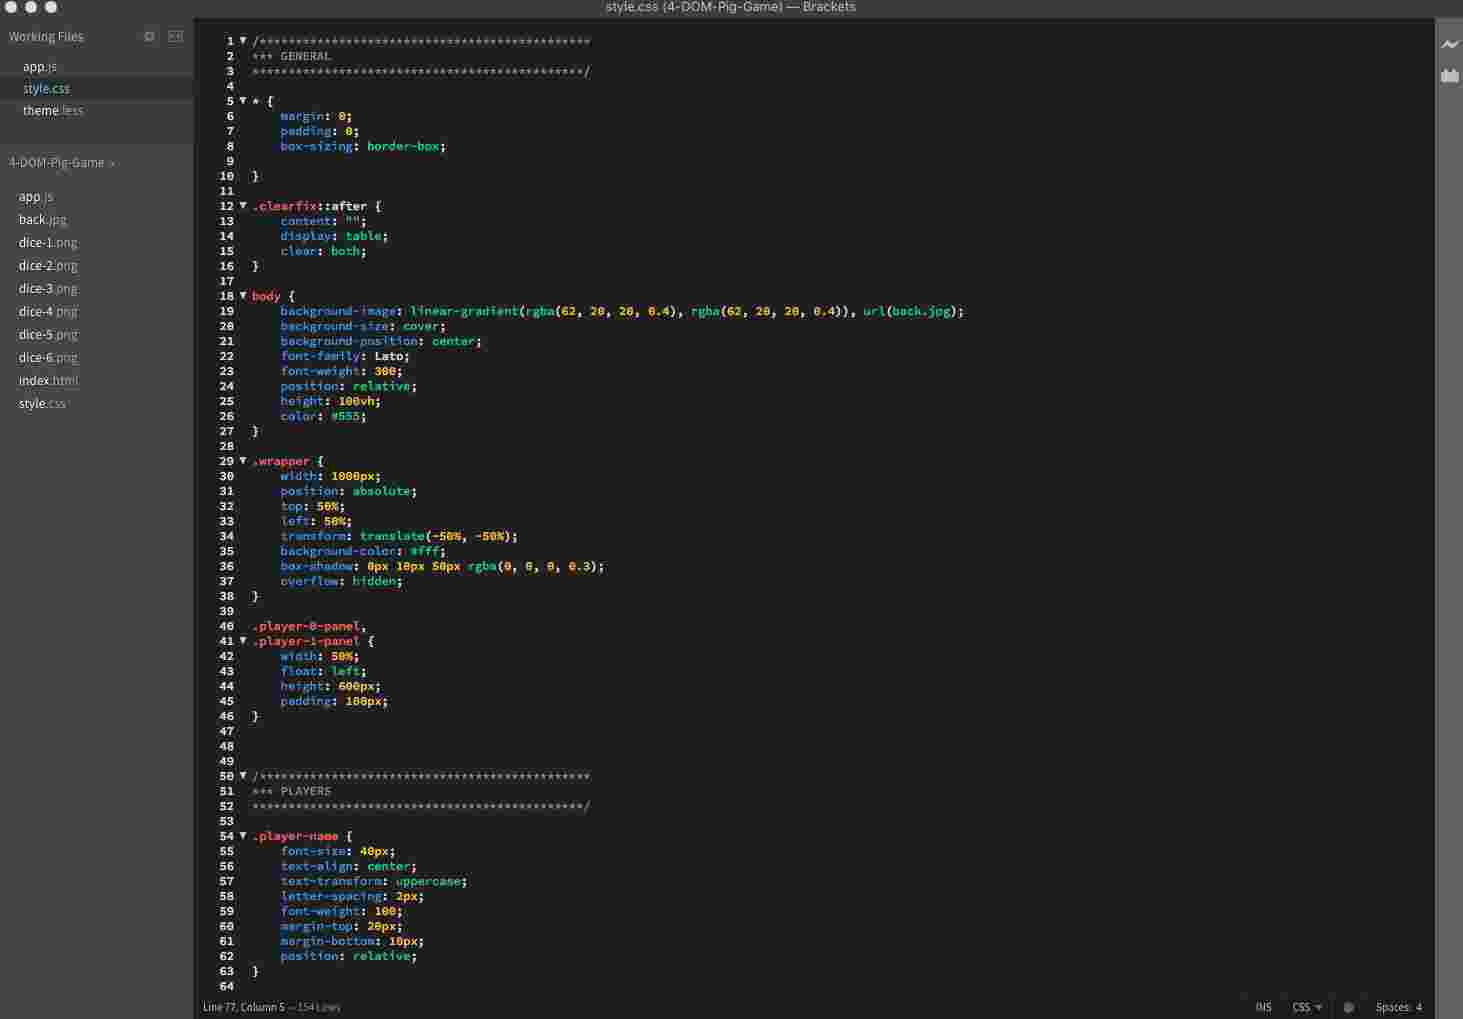 style.css (4-DOM-Pig-Game) — Brackets
Working Files
app.js
style.css
theme.less
4-DOM-Pig-Game
app.js
back.jpg
dice-1.png
dice-2.png
dice-3.png
dice-4.png
dice-5.png
dice-6.png
index.html
style.css
1 /**********************************************
2 *** GENERAL
3 **********************************************/
4
5 * {
6 margin: 0;
7 padding: 0;
8 box-sizing: border-box;
9
10 }
11
12 .clearfix::after {
13 content: "";
14 display: table;
15 clear: both;
16 }
17
18 body {
19 background-image: linear-gradient(rgba(62, 20, 20, 0.4), rgba(62, 20, 20, 0.4)), url(back.jpg);
20 background-size: cover;
21 background-position: center;
22 font-family: Lato;
23 font-weight: 300;
24 position: relative;
25 height: 100vh;
26 color: #555;
27 }
28
29 .wrapper {
30 width: 1000px;
31 position: absolute;
32 top: 50%;
33 left: 50%;
34 transform: translate(-50%, -50%);
35 background-color: #fff;
36 box-shadow: 0px 10px 50px rgba(0, 0, 0, 0.3);
37 overflow: hidden;
38 }
39
40 .player-0-panel,
41 .player-1-panel {
42 width: 50%;
43 float: left;
44 height: 600px;
45 padding: 100px;
46 }
47
48
49
50 /**********************************************
51 *** PLAYERS
52 **********************************************/
53
54 .player-name {
55 font-size: 40px;
56 text-align: center;
57 text-transform: uppercase;
58 letter-spacing: 2px;
59 font-weight: 100;
60 margin-top: 20px;
61 margin-bottom: 10px;
62 position: relative;
63 }
64
Line 77, Column 5 — 154 Lines
INS CSS Spaces: 4